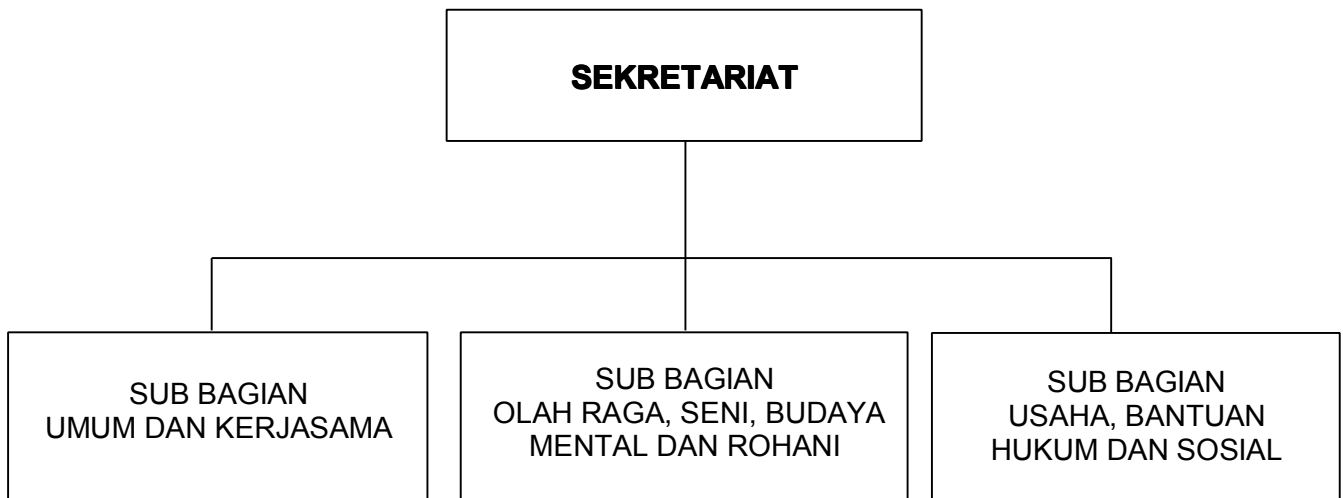 SEKRETARIAT
SUB BAGIAN
UMUM DAN KERJASAMA
SUB BAGIAN
OLAH RAGA, SENI, BUDAYA
MENTAL DAN ROHANI
SUB BAGIAN
USAHA, BANTUAN
HUKUM DAN SOSIAL